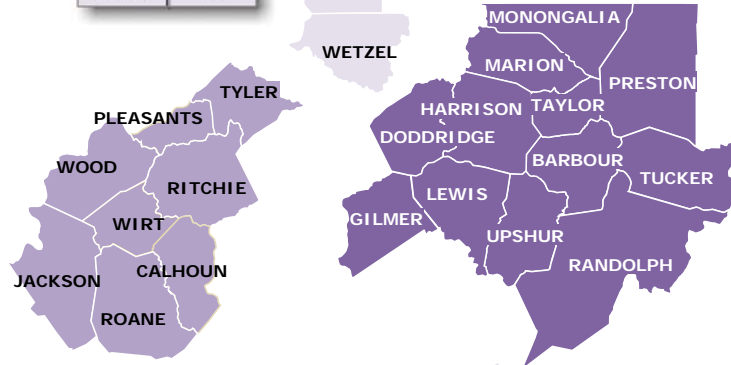 WETZEL
TYLER
PLEASANTS
WOOD
RITCHIE
WIRT
CALHOUN
JACKSON
ROANE
MONONGALIA
MARION
PRESTON
HARRISON
TAYLOR
DODDRIDGE
BARBOUR
TUCKER
LEWIS
GILMER
UPSHUR
RANDOLPH